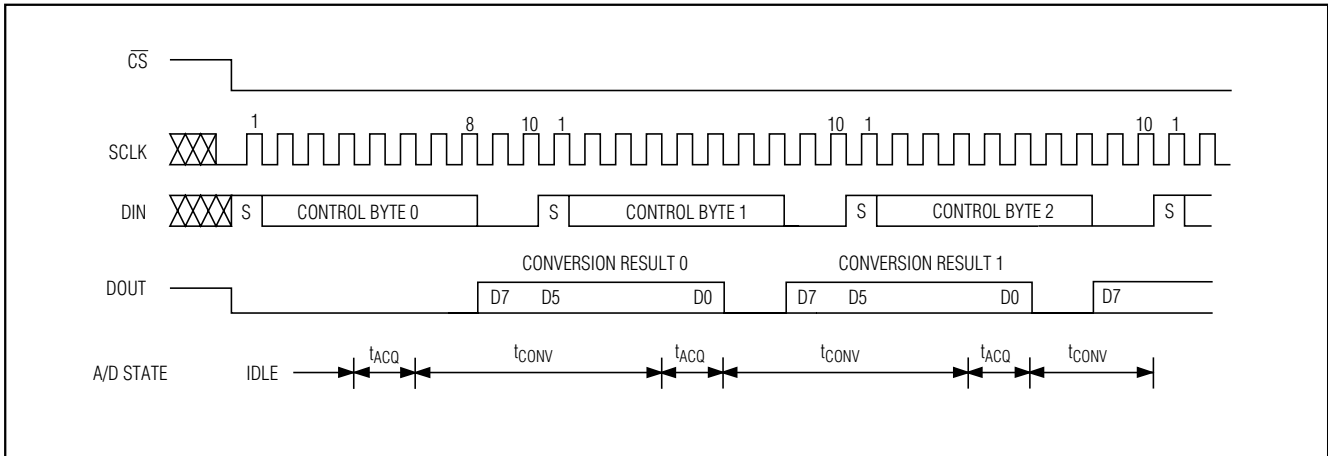 CS
1 8 10 1 10 1 10 1
SCLK
DIN S CONTROL BYTE 0 S CONTROL BYTE 1 S CONTROL BYTE 2 S
CONVERSION RESULT 0 CONVERSION RESULT 1
DOUT D7 D5 D0 D7 D5 D0 D7
tACQ tCONV tACQ tCONV tACQ tCONV
A/D STATE IDLE